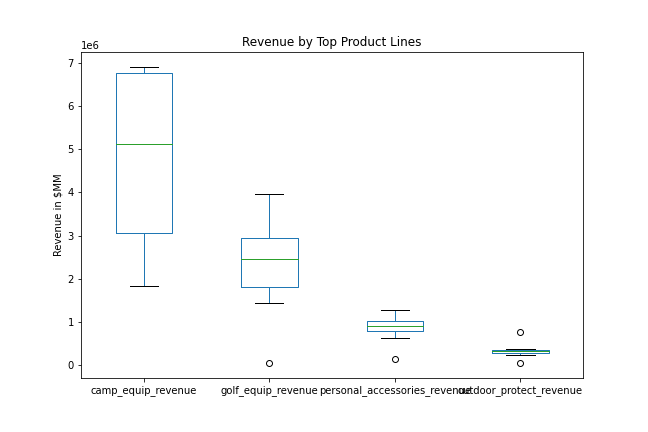 Revenue by Top Product Lines
1e6
7
6
5
4
3
2
1
0
Revenue in $MM
camp_equip_revenue
golf_equip_revenue
personal_accessories_revenue
outdoor_protect_revenue